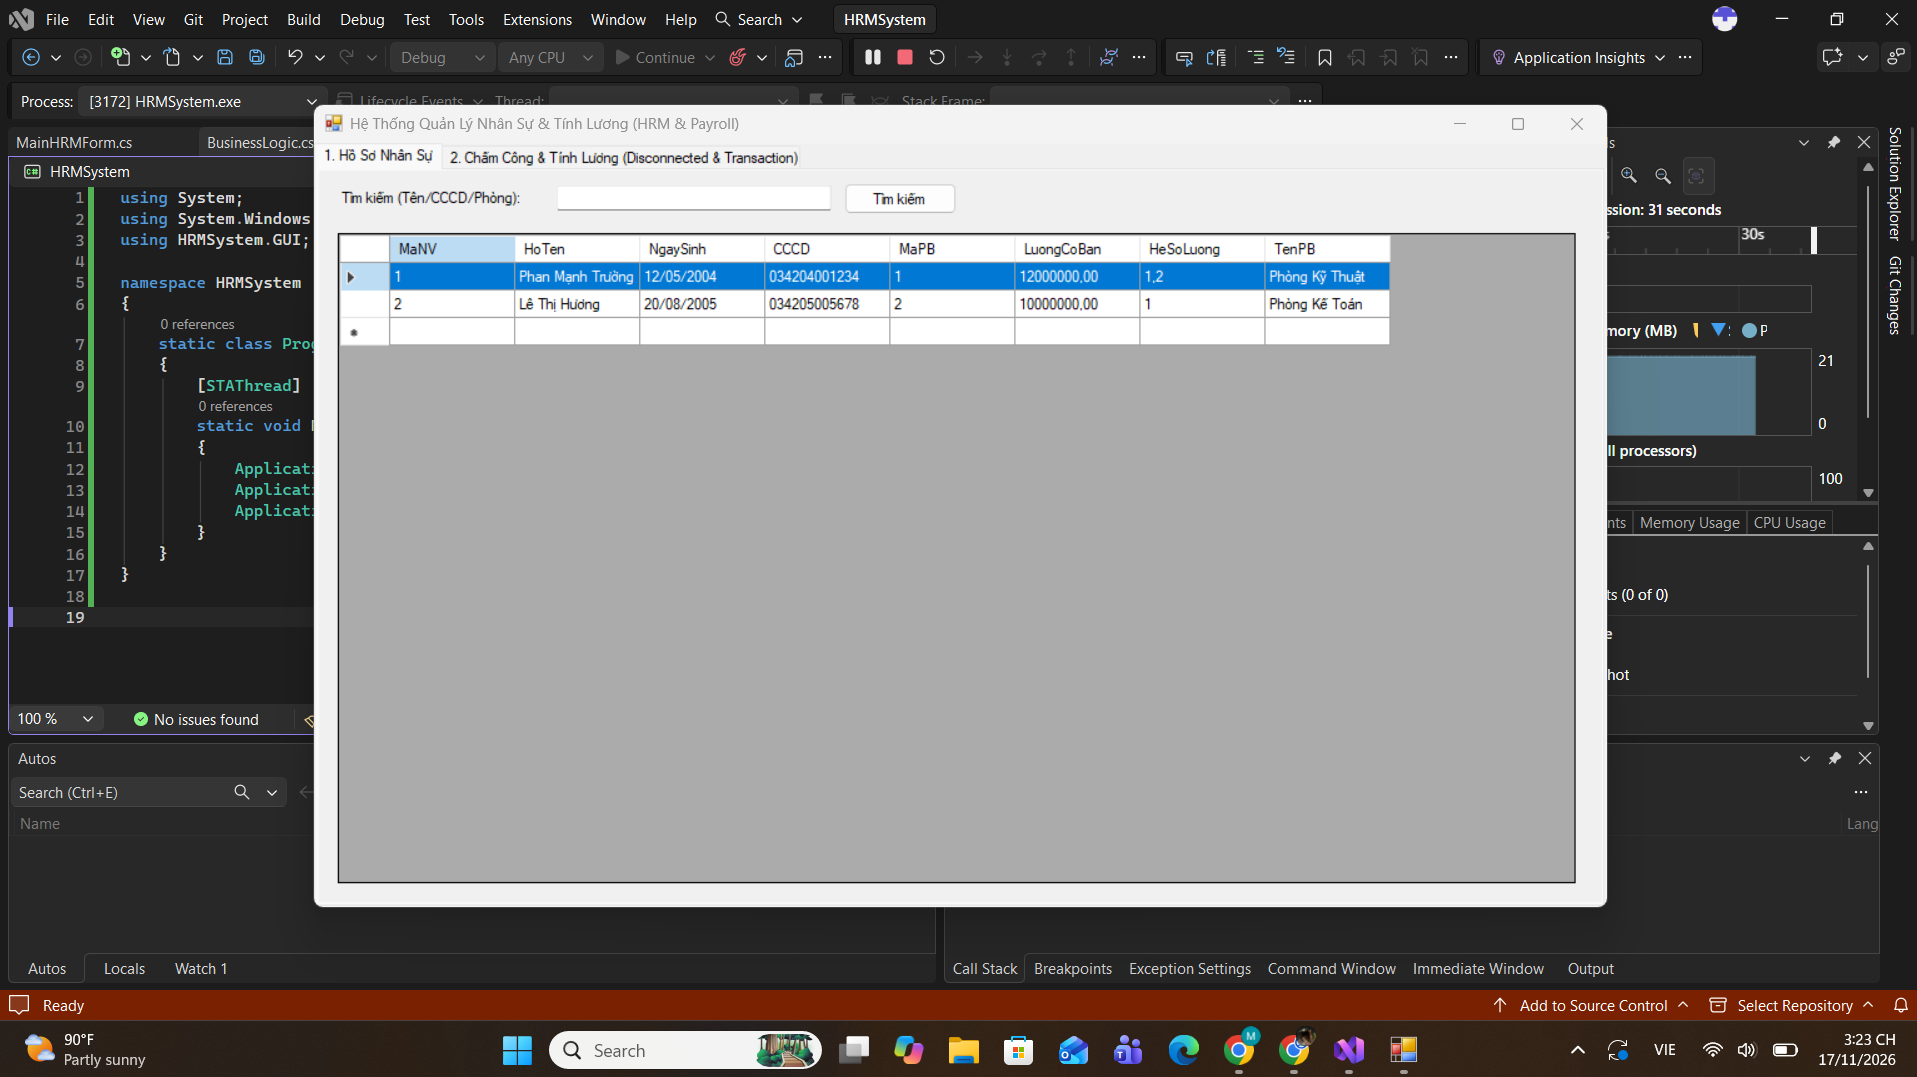 File Edit View Git Project Build Debug Test Tools Extensions Window Help Search HRMSystem
Debug Any CPU Continue Application Insights
Process: [3172] HRMSystem.exe Lifecycle Events Thread: Stack Frame:
MainHRMForm.cs BusinessLogic.cs
HRMSystem
1 using System;
2 using System.Windows
3 using HRMSystem.GUI;
4
5 namespace HRMSystem
6 {
0 references
7 static class Prog
8 {
9 [STAThread]
0 references
10 static void
11 {
12 Applicat
13 Applicat
14 Applicat
15 }
16 }
17 }
18
19
100 % No issues found
Hệ Thống Quản Lý Nhân Sự & Tính Lương (HRM & Payroll)
1. Hồ Sơ Nhân Sự 2. Chấm Công & Tính Lương (Disconnected & Transaction)
Tìm kiếm (Tên/CCCD/Phòng): Tìm kiếm
MaNV HoTen NgaySinh CCCD MaPB LuongCoBan HeSoLuong TenPB
1 Phan Mạnh Trường 12/05/2004 034204001234 1 12000000,00 1,2 Phòng Kỹ Thuật
2 Lê Thị Hương 20/08/2005 034205005678 2 10000000,00 1 Phòng Kế Toán
s
ssion: 31 seconds
s 30s
mory (MB) P
21
0
ll processors)
100
nts Memory Usage CPU Usage
ts (0 of 0)
e
hot
Solution Explorer
Git Changes
Autos
Search (Ctrl+E)
Name
Lang
Autos Locals Watch 1
Call Stack Breakpoints Exception Settings Command Window Immediate Window Output
Ready Add to Source Control Select Repository
90°F
Partly sunny
Search
M
VIE
3:23 CH
17/11/2026